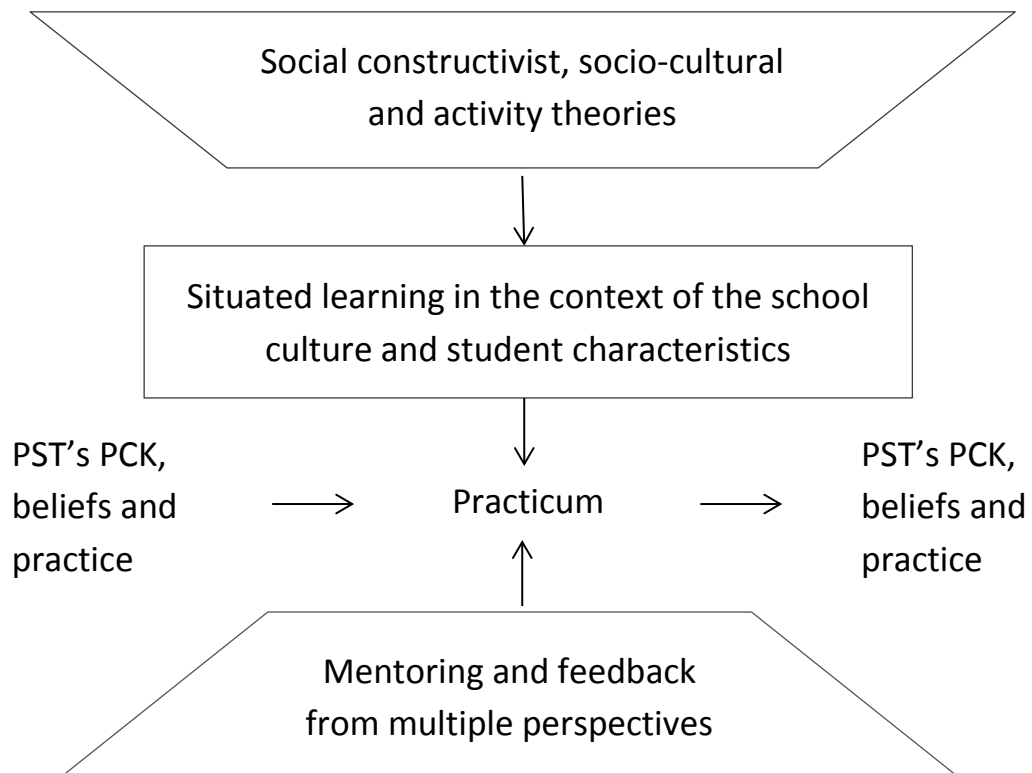 Social constructivist, socio-cultural
and activity theories
Situated learning in the context of the school
culture and student characteristics
PST’s PCK,
beliefs and
practice
Practicum
PST’s PCK,
beliefs and
practice
Mentoring and feedback
from multiple perspectives